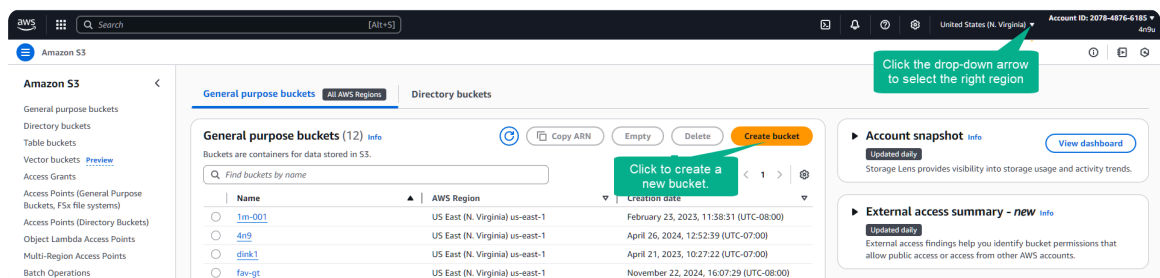 aws
Search
[Alt+S]
United States (N. Virginia)
Account ID: 2078-4876-6185
4n9u
Amazon S3
Click the drop-down arrow
to select the right region
Amazon S3
General purpose buckets
Directory buckets
Table buckets
Vector buckets Preview
Access Grants
Access Points (General Purpose
Buckets, FSx file systems)
Access Points (Directory Buckets)
Object Lambda Access Points
Multi-Region Access Points
Batch Operations
General purpose buckets All AWS Regions
Directory buckets
General purpose buckets (12) Info
Copy ARN
Empty
Delete
Create bucket
Buckets are containers for data stored in S3.
Find buckets by name
Click to create a
new bucket.
1
Name AWS Region Creation date
1m-001 US East (N. Virginia) us-east-1 February 23, 2023, 11:38:31 (UTC-08:00)
4n9 US East (N. Virginia) us-east-1 April 26, 2024, 12:52:39 (UTC-07:00)
dink1 US East (N. Virginia) us-east-1 April 21, 2023, 10:27:22 (UTC-07:00)
fav-gt US East (N. Virginia) us-east-1 November 22, 2024, 16:07:29 (UTC-08:00)
Account snapshot Info
View dashboard
Updated daily
Storage Lens provides visibility into storage usage and activity trends.
External access summary - new Info
Updated daily
External access findings help you identify bucket permissions that
allow public access or access from other AWS accounts.